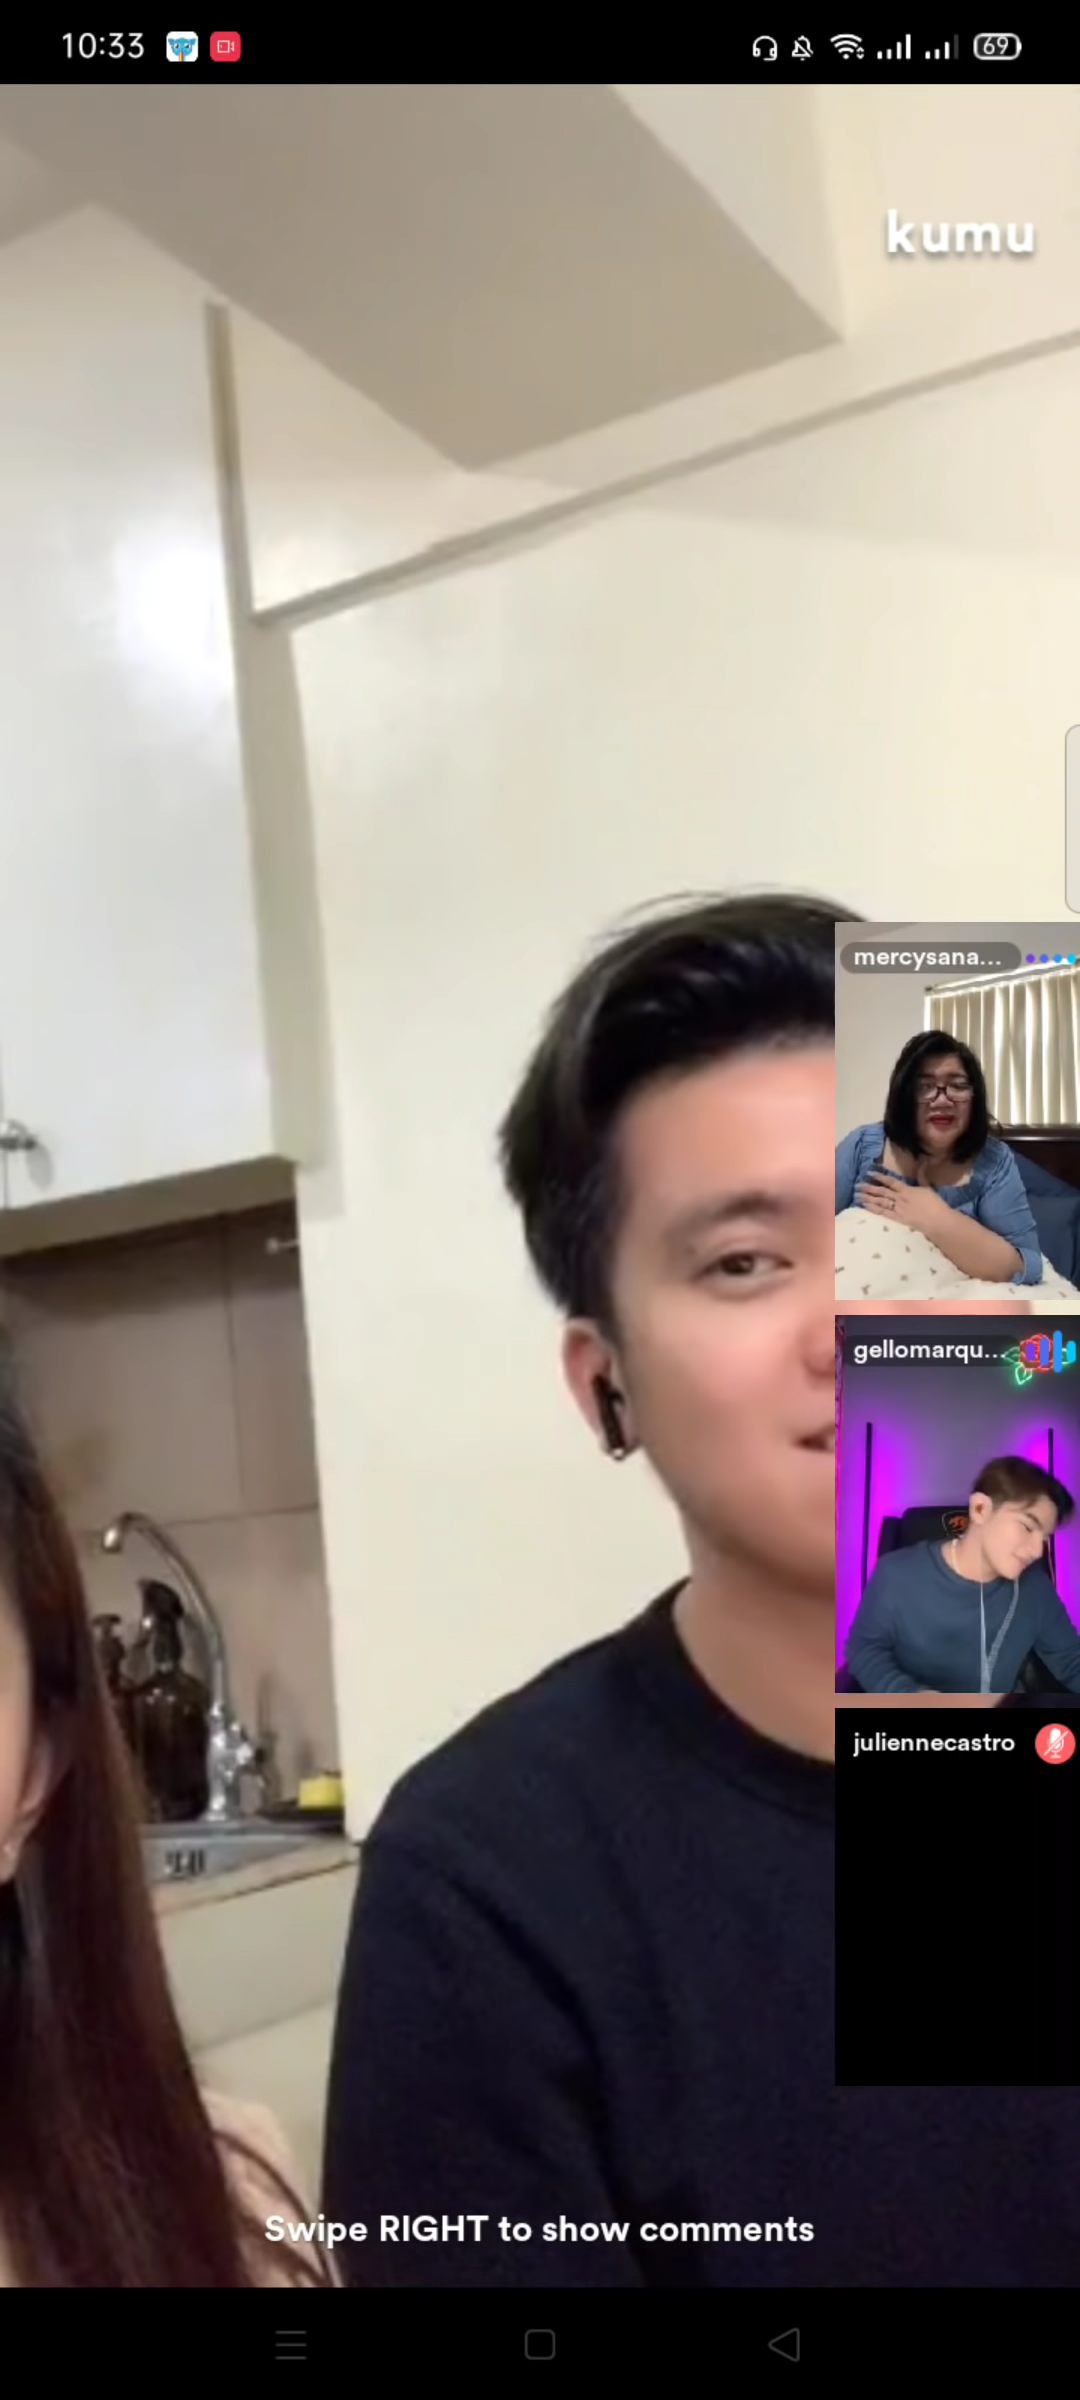 10:33
69
kumu
mercysana...
gellomarqu...
juliennecastro
Swipe RIGHT to show comments